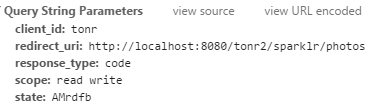 Query String Parameters view source view URL encoded
client_id: tonr
redirect_uri: http://localhost:8080/tonr2/sparklr/photos
response_type: code
scope: read write
state: AMrdfb